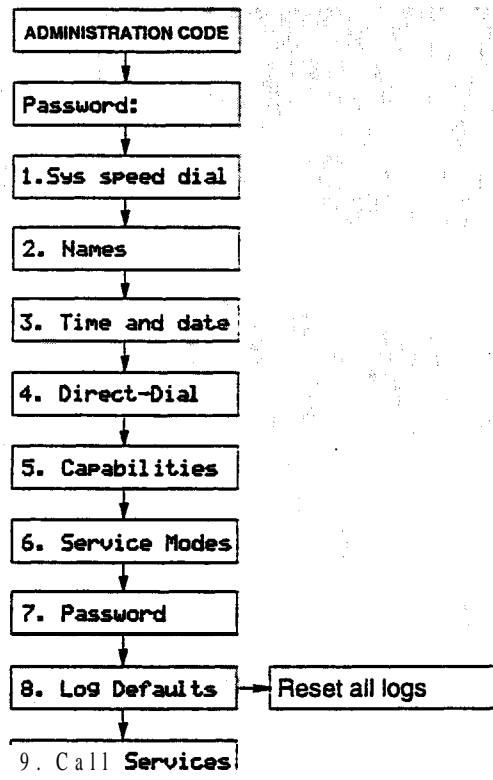 ADMINISTRATION CODE
Password:
1.Sys speed dial
2. Names
3. Time and date
4. Direct-Dial
5. Capabilities
6. Service Modes
7. Password
8. Log Defaults
Reset all logs
9. Call Services